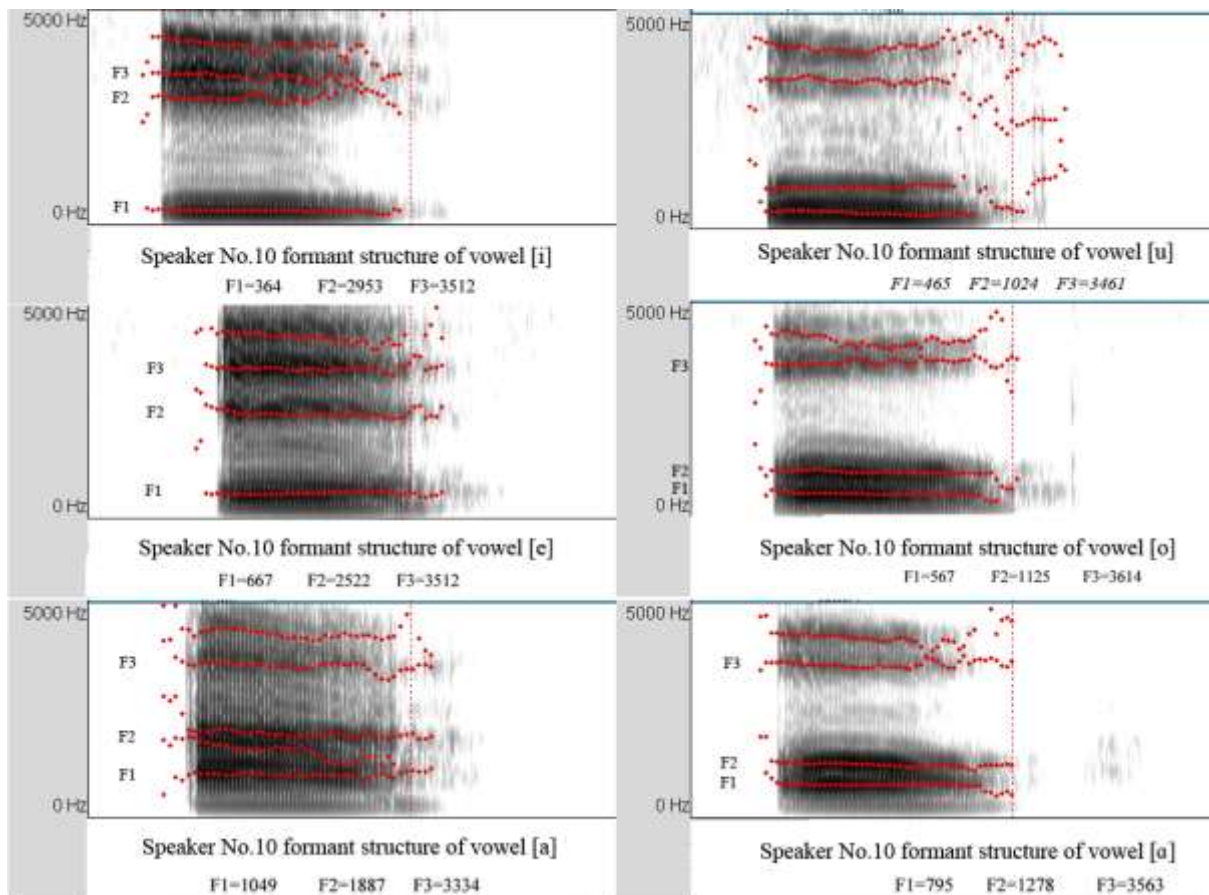 5000 Hz
F3
F2
F1
0 Hz
Speaker No.10 formant structure of vowel [i]
F1=364 F2=2953 F3=3512
5000 Hz
0 Hz
Speaker No.10 formant structure of vowel [u]
F1=465 F2=1024 F3=3461
5000 Hz
F3
F2
F1
0 Hz
Speaker No.10 formant structure of vowel [e]
F1=667 F2=2522 F3=3512
5000 Hz
F3
F2
F1
0 Hz
Speaker No.10 formant structure of vowel [o]
F1=567 F2=1125 F3=3614
5000 Hz
F3
F2
F1
0 Hz
Speaker No.10 formant structure of vowel [a]
F1=1049 F2=1887 F3=3334
5000 Hz
F3
F2
F1
0 Hz
Speaker No.10 formant structure of vowel [ɑ]
F1=795 F2=1278 F3=3563